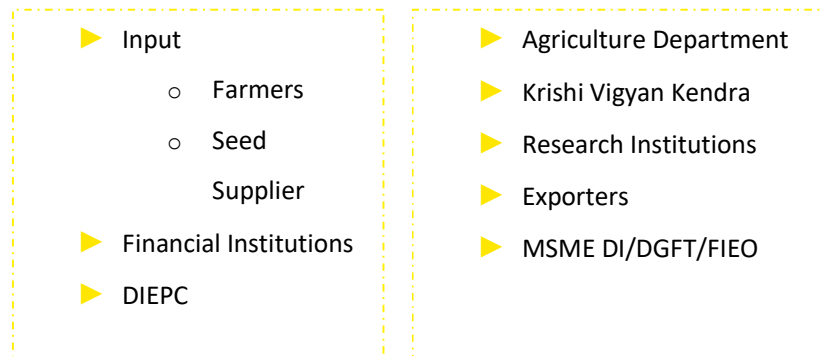 Input
Farmers
Seed
Supplier
Financial Institutions
DIEPC
Agriculture Department
Krishi Vigyan Kendra
Research Institutions
Exporters
MSME DI/DGFT/FIEO